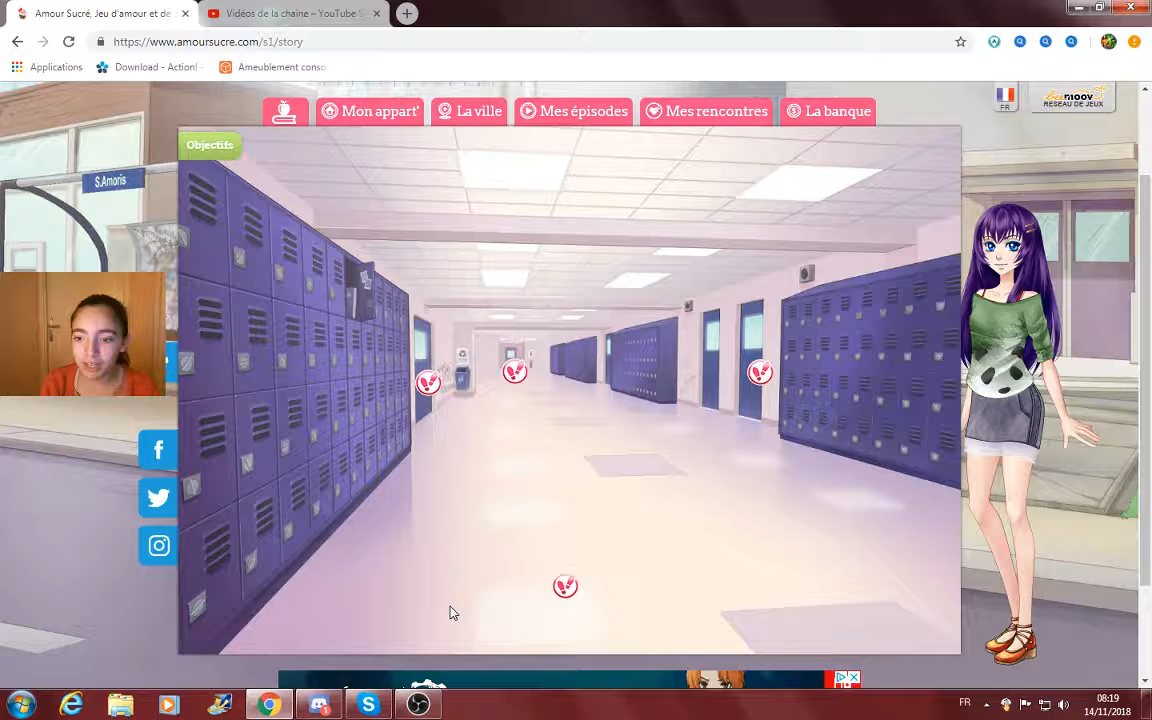 Amour Sucré, Jeu d'amour et de
Vidéos de la chaîne – YouTube S
https://www.amoursucre.com/s1/story
Applications
Download - Action! -
Ameublement conso
Mon appart'
La ville
Mes épisodes
Mes rencontres
La banque
FR
beemoov
RESEAU DE JEUX
Objectifs
S.Amoris
FR
08:19
14/11/2018